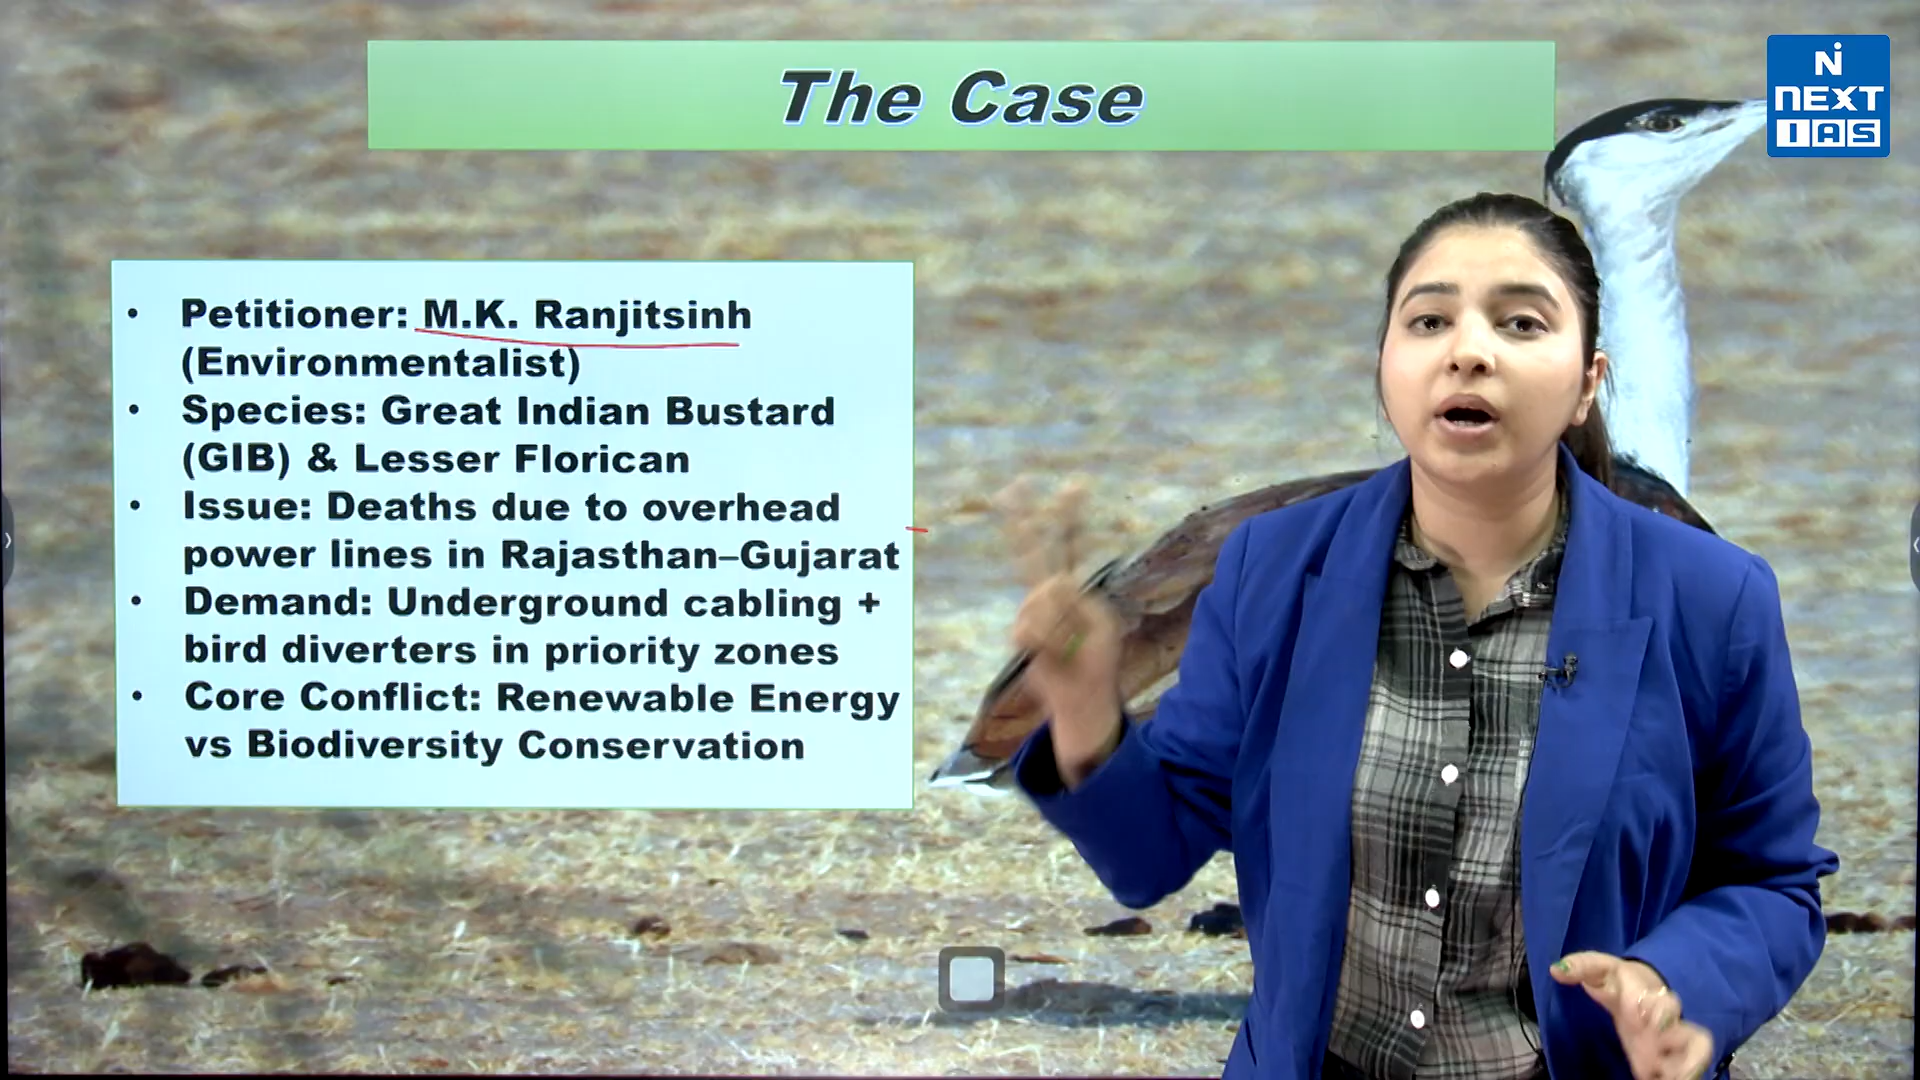 The Case
Ni
NEXT
IAS
• Petitioner: M.K. Ranjitsinh
(Environmentalist)
• Species: Great Indian Bustard
(GIB) & Lesser Florican
• Issue: Deaths due to overhead
power lines in Rajasthan–Gujarat
• Demand: Underground cabling +
bird diverters in priority zones
• Core Conflict: Renewable Energy
vs Biodiversity Conservation